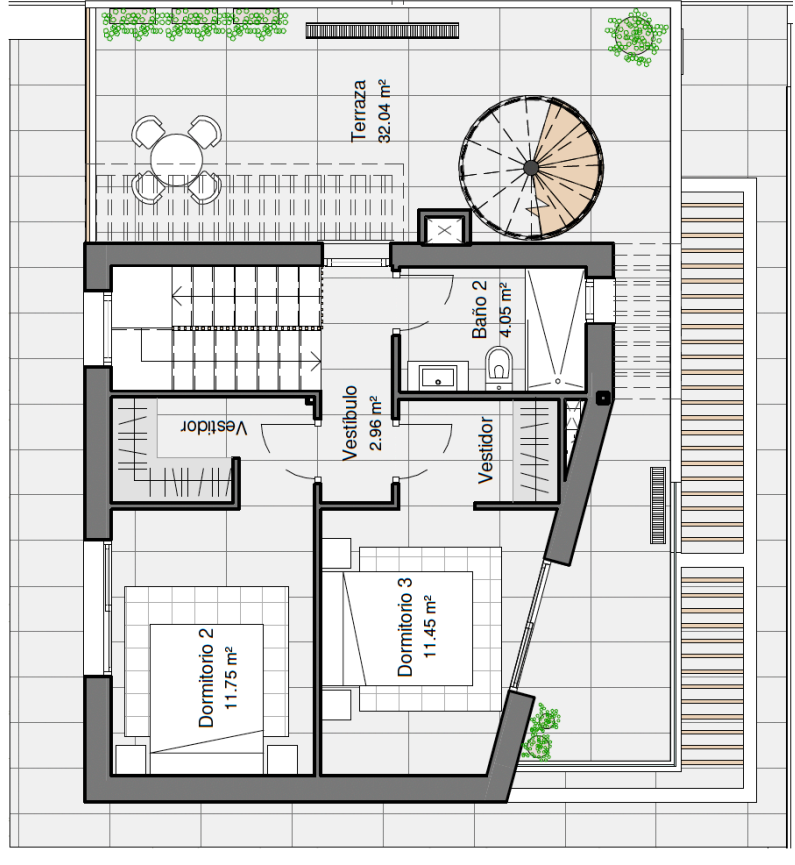 Terraza
32.04 m²
Baño 2
4.05 m²
Vestidor
Vestíbulo
2.96 m²
Vestidor
Dormitorio 2
11.75 m²
Dormitorio 3
11.45 m²